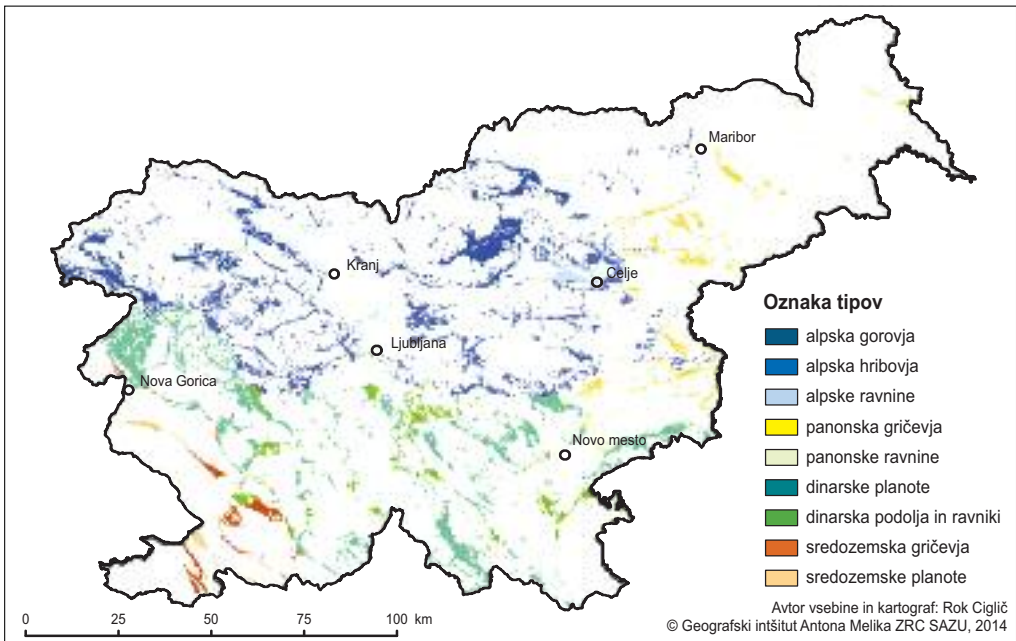 Maribor
Kranj
Celje
Ljubljana
Nova Gorica
Novo mesto
Oznaka tipov
alpska gorovja
alpska hribovja
alpske ravnine
panonska gričevja
panonske ravnine
dinarske planote
dinarska podolja in ravniki
sredozemska gričevja
sredozemske planote
0 25 50 75 100 km
Avtor vsebine in kartograf: Rok Ciglič
© Geografski intšitut Antona Melika ZRC SAZU, 2014